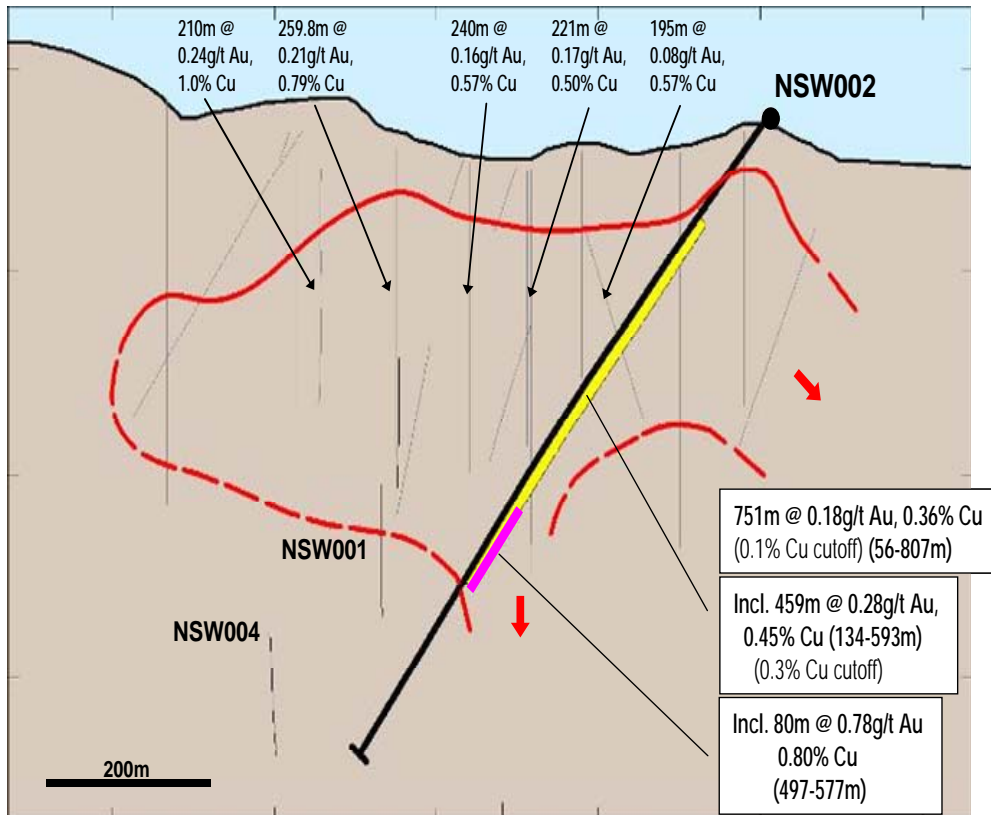 210m @
0.24g/t Au,
1.0% Cu
259.8m @
0.21g/t Au,
0.79% Cu
240m @
0.16g/t Au,
0.57% Cu
221m @
0.17g/t Au,
0.50% Cu
195m @
0.08g/t Au,
0.57% Cu
NSW002
NSW001
NSW004
751m @ 0.18g/t Au, 0.36% Cu
(0.1% Cu cutoff) (56-807m)
Incl. 459m @ 0.28g/t Au,
0.45% Cu (134-593m)
(0.3% Cu cutoff)
Incl. 80m @ 0.78g/t Au
0.80% Cu
(497-577m)
200m